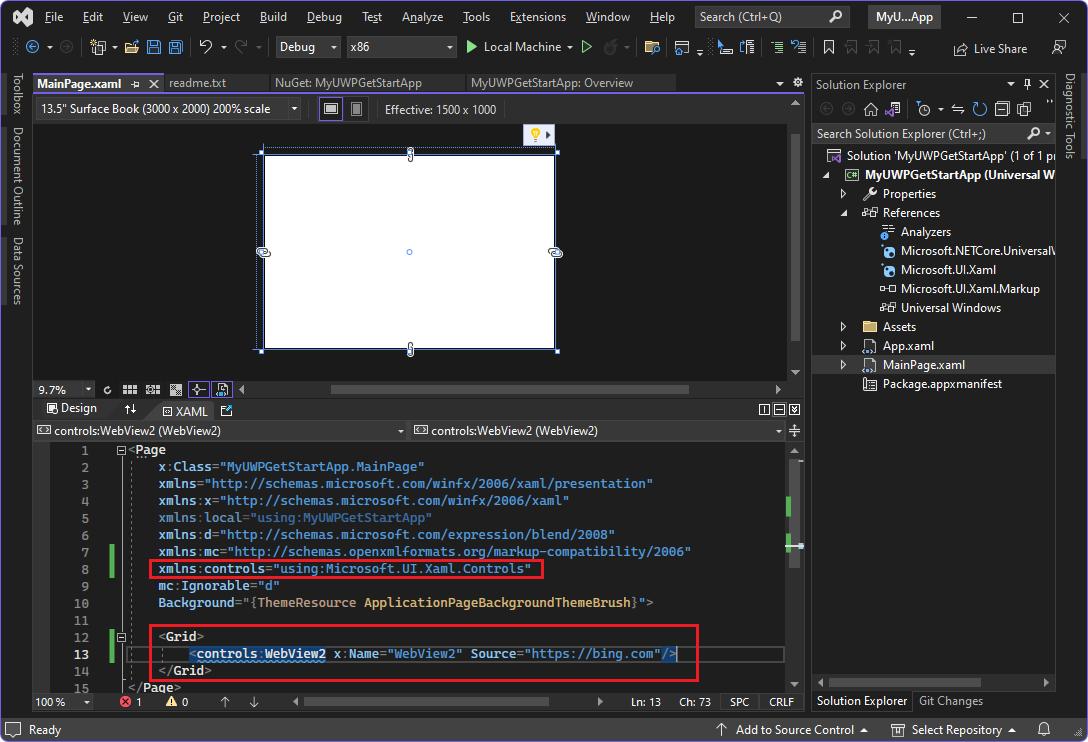 File Edit View Git Project Build Debug Test Analyze Tools Extensions Window Help Search (Ctrl+Q) MyU...App
Debug x86 Local Machine Live Share
Toolbox
Document Outline
Data Sources
MainPage.xaml readme.txt NuGet: MyUWPGetStartApp MyUWPGetStartApp: Overview
13.5" Surface Book (3000 x 2000) 200% scale Effective: 1500 x 1000
9.7%
Design XAML
controls:WebView2 (WebView2) controls:WebView2 (WebView2)
1 <Page
2 x:Class="MyUWPGetStartApp.MainPage"
3 xmlns="http://schemas.microsoft.com/winfx/2006/xaml/presentation"
4 xmlns:x="http://schemas.microsoft.com/winfx/2006/xaml"
5 xmlns:local="using:MyUWPGetStartApp"
6 xmlns:d="http://schemas.microsoft.com/expression/blend/2008"
7 xmlns:mc="http://schemas.openxmlformats.org/markup-compatibility/2006"
8 xmlns:controls="using:Microsoft.UI.Xaml.Controls"
9 mc:Ignorable="d"
10 Background="{ThemeResource ApplicationPageBackgroundThemeBrush}">
11
12 <Grid>
13 <controls:WebView2 x:Name="WebView2" Source="https://bing.com"/>
14 </Grid>
15 </Page>
100 % 1 0 Ln: 13 Ch: 73 SPC CRLF
Solution Explorer
Search Solution Explorer (Ctrl+;)
Solution 'MyUWPGetStartApp' (1 of 1 pr
C# MyUWPGetStartApp (Universal W
Properties
References
Analyzers
Microsoft.NETCore.UniversalW
Microsoft.UI.Xaml
Microsoft.UI.Xaml.Markup
Universal Windows
Assets
App.xaml
MainPage.xaml
Package.appxmanifest
Solution Explorer Git Changes
Diagnostic Tools
Ready Add to Source Control Select Repository